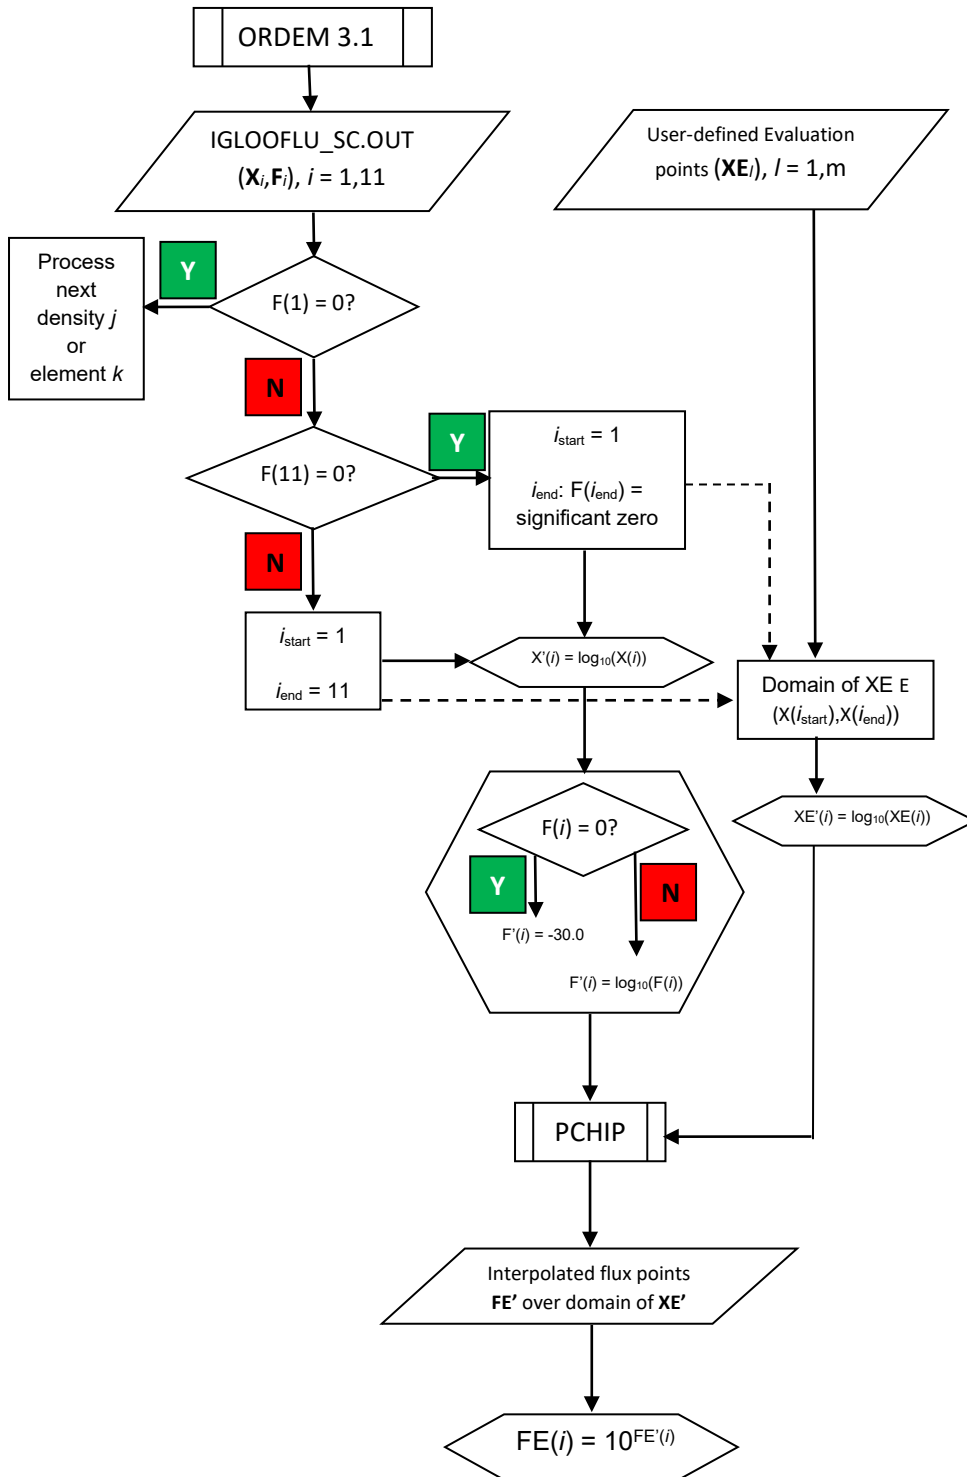 ORDEM 3.1
IGLOOFLU_SC.OUT
(Xi,Fi), i = 1,11
User-defined Evaluation
points (XEl), l = 1,m
Process
next
density j
or
element k
Y
F(1) = 0?
N
F(11) = 0?
Y
istart = 1
iend: F(iend) =
significant zero
N
istart = 1
iend = 11
X'(i) = log10(X(i))
Domain of XE E
(X(istart),X(iend))
XE'(i) = log10(XE(i))
F(i) = 0?
Y
N
F'(i) = -30.0
F'(i) = log10(F(i))
PCHIP
Interpolated flux points
FE' over domain of XE'
FE(i) = 10FE'(i)